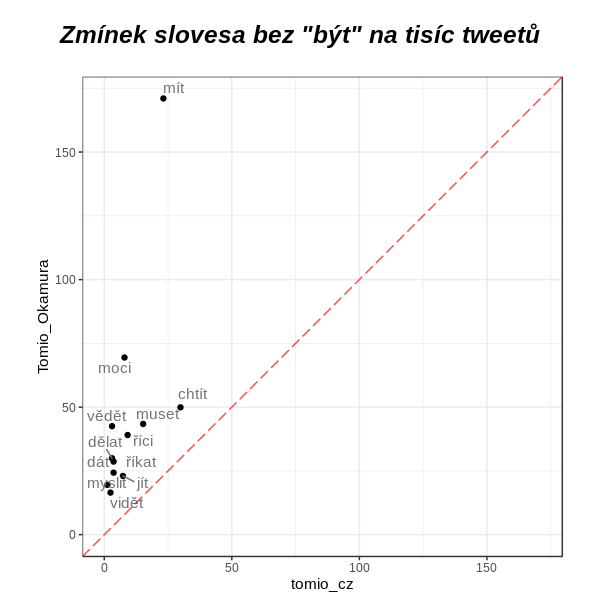 Zmínek slovesa bez "být" na tisíc tweetů
mít
150
100
Tomio_Okamura
moci
chtít
50
vědět
muset
dělat
říci
dát
říkat
myslit
jít
vidět
0
0
50
100
150
tomio_cz